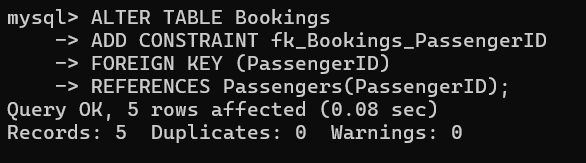 mysql> ALTER TABLE Bookings
    -> ADD CONSTRAINT fk_Bookings_PassengerID
    -> FOREIGN KEY (PassengerID)
    -> REFERENCES Passengers(PassengerID);
Query OK, 5 rows affected (0.08 sec)
Records: 5  Duplicates: 0  Warnings: 0